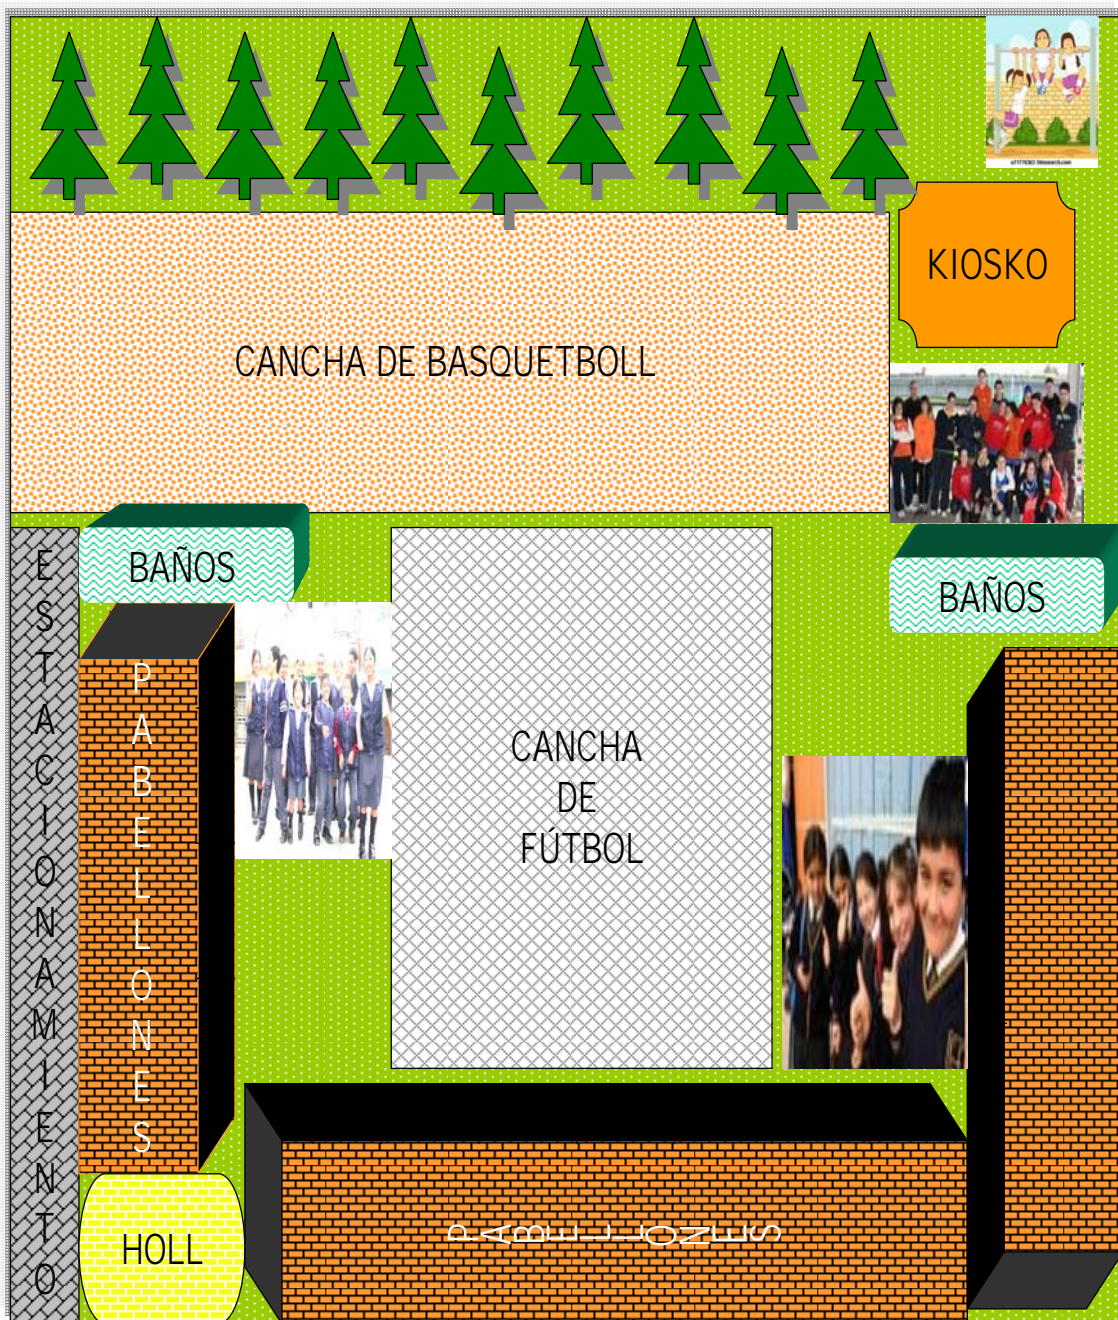 KIOSKO
CANCHA DE BASQUETBOLL
BAÑOS
BAÑOS
ESTACIONAMIENTO
PABELLONES
CANCHA
DE
FÚTBOL
PABELLONES
HOLL